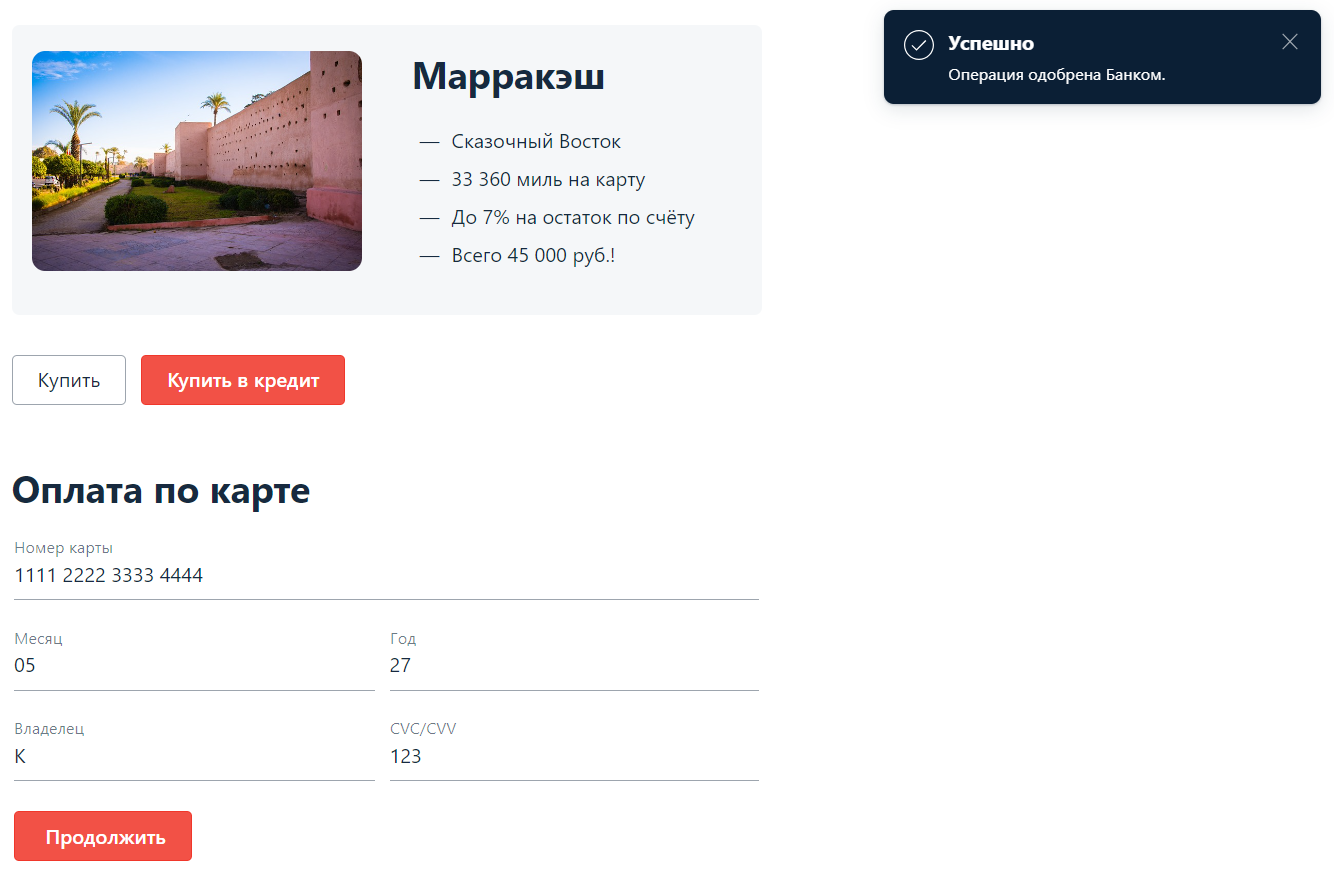 Марракэш
— Сказочный Восток
— 33 360 миль на карту
— До 7% на остаток по счёту
— Всего 45 000 руб.!
Успешно
Операция одобрена Банком.
Купить
Купить в кредит
Оплата по карте
Номер карты
1111 2222 3333 4444
Месяц
Год
05
27
Владелец
CVC/CVV
К
123
Продолжить